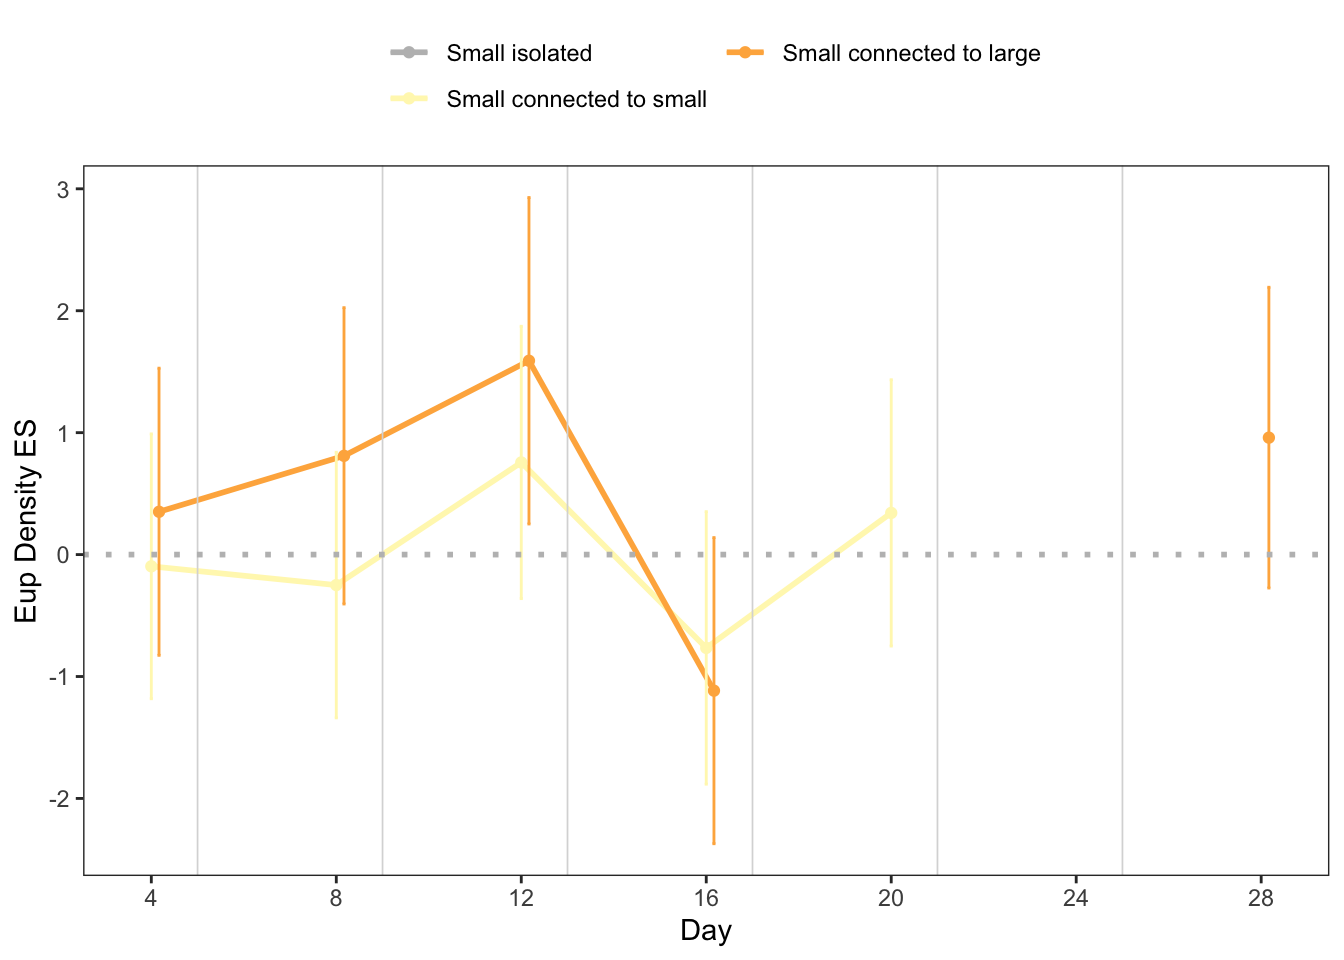 Small isolated
Small connected to large
Small connected to small
3
2
1
0
-1
-2
Eup Density ES
4 8 12 16 20 24 28
Day